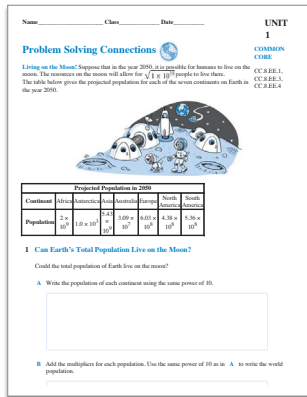 Name____________________ Class____________ Date__________
UNIT
1
Problem Solving Connections
COMMON
CORE
CC.8.EE.1,
CC.8.EE.3,
CC.8.EE.4
Living on the Moon! Suppose that in the year 2050, it is possible for humans to live on the
moon. The resources on the moon will allow for √1 × 10¹⁹ people to live there.
The table below gives the projected population for each of the seven continents on Earth in
the year 2050.
Projected Population in 2050
Continent Africa Antarctica Asia Australia Europe North America South America
Population 2 × 10⁹ 1.0 × 10³ 5.43 × 10⁹ 3.09 × 10⁷ 6.03 × 10⁸ 4.38 × 10⁸ 5.36 × 10⁸
1 Can Earth's Total Population Live on the Moon?
Could the total population of Earth live on the moon?
A Write the population of each continent using the same power of 10.
B Add the multipliers for each population. Use the same power of 10 as in A to write the world
population.